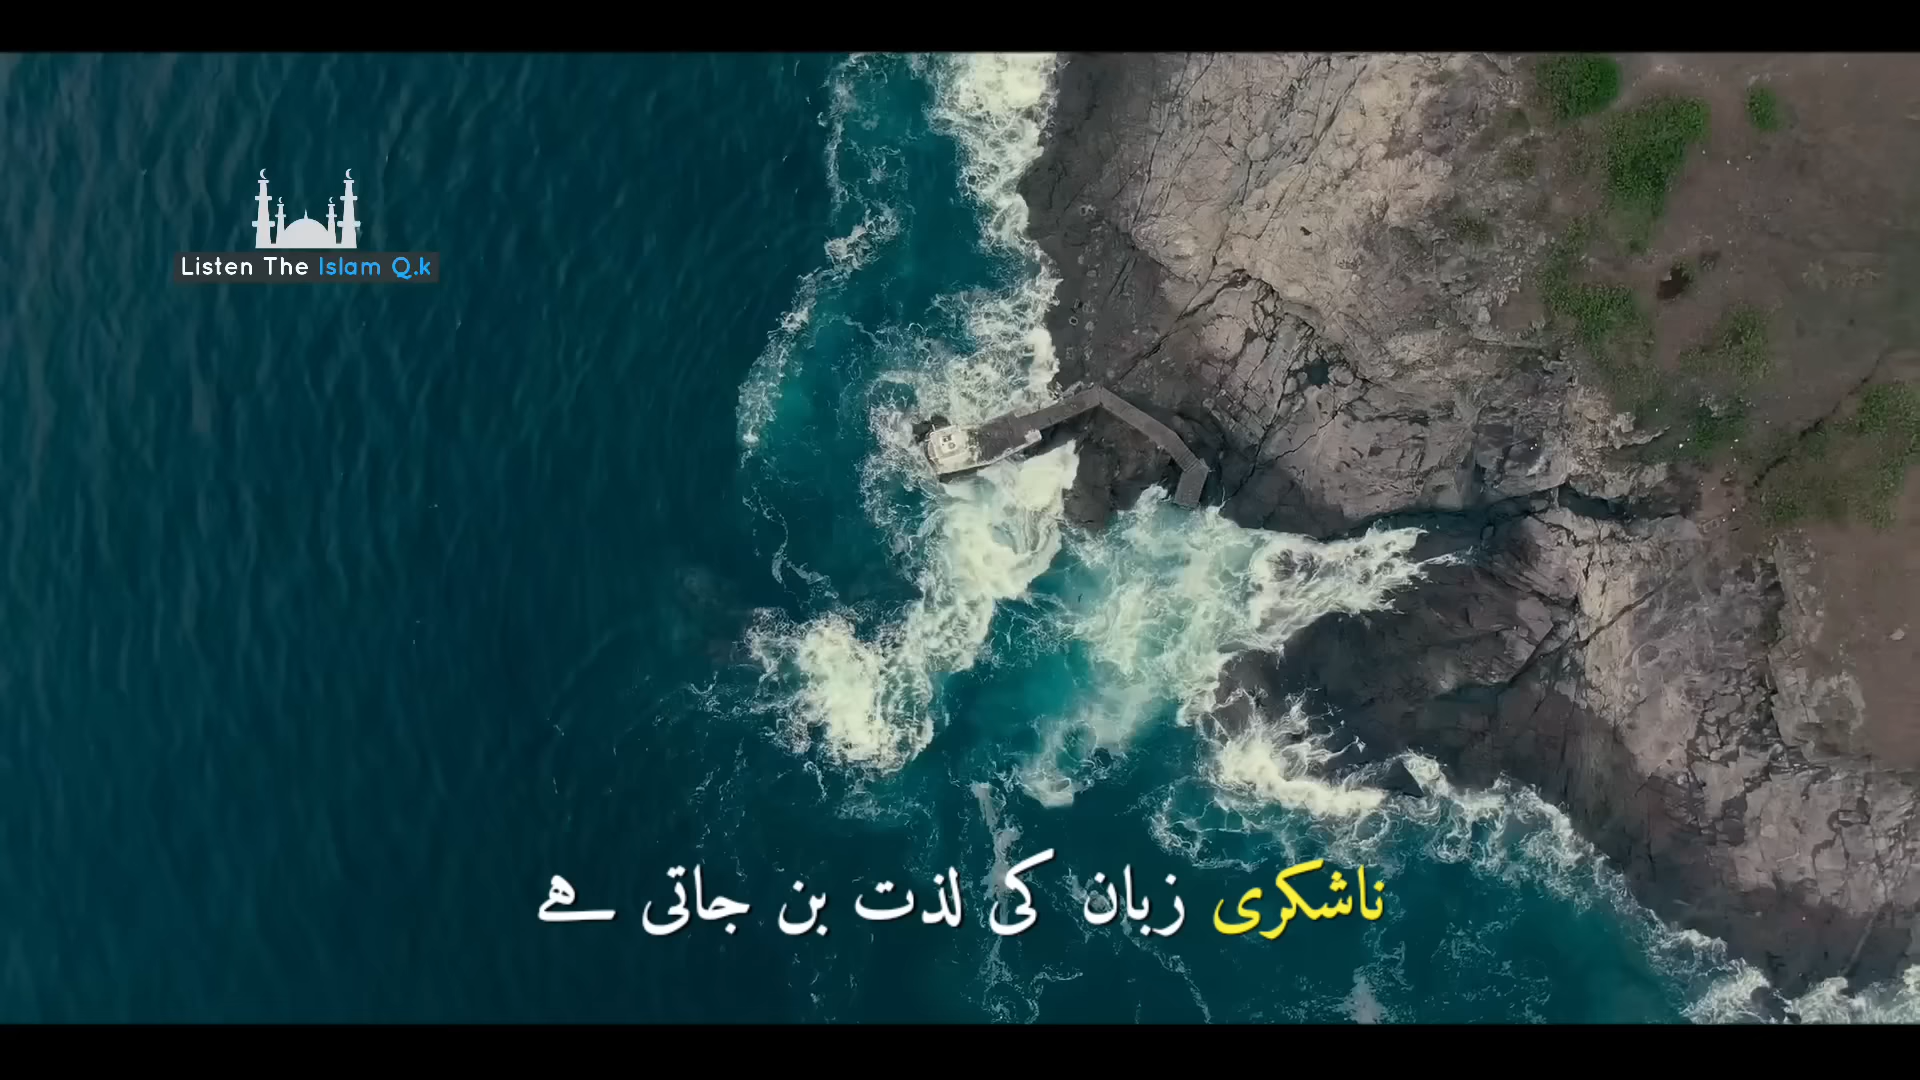 Listen The Islam Q.k
ناشکری زبان کی لذت بن جاتی ہے